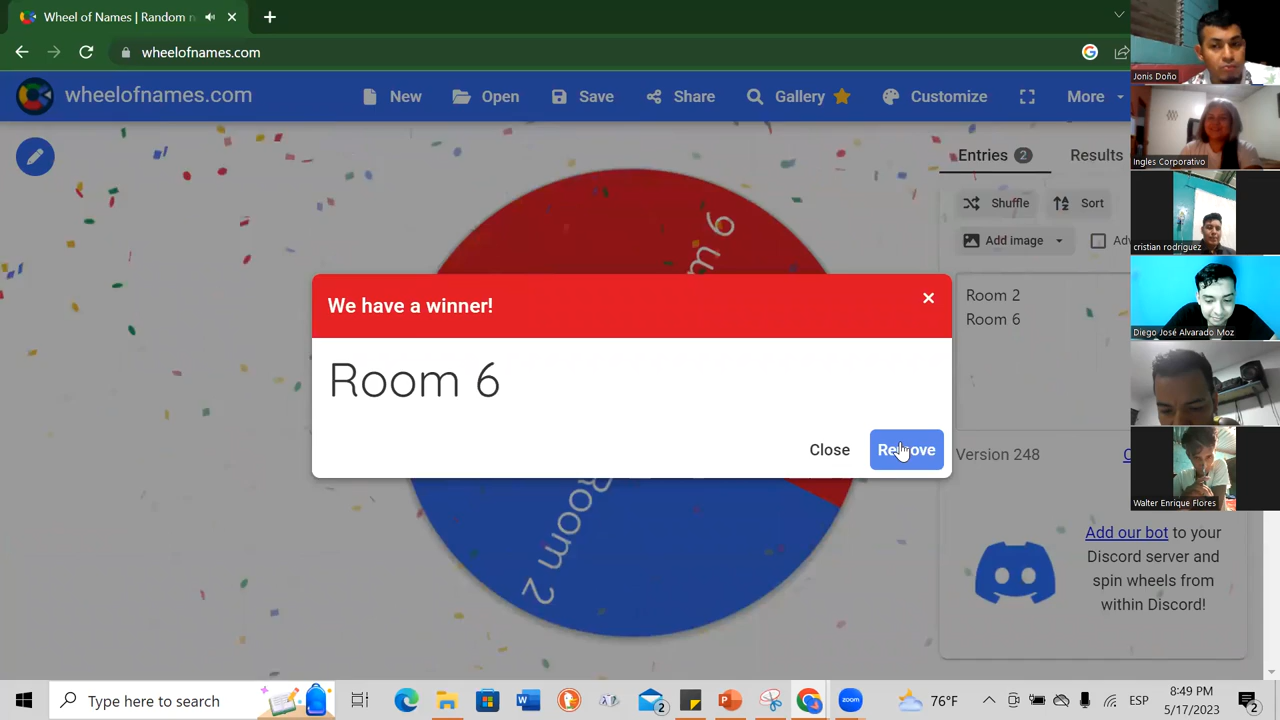 Wheel of Names | Random n
wheelofnames.com
wheelofnames.com
New
Open
Save
Share
Gallery
Customize
More
Entries 2
Results
Shuffle
Sort
Add image
Adv
Room 2
Room 6
We have a winner!
Room 6
Close
Remove
Room 2
Version 248
Add our bot to your
Discord server and
spin wheels from
within Discord!
Jonis Doño
Ingles Corporativo
cristian rodriguez
Diego José Alvarado Moz
Walter Enrique Flores
Type here to search
2
76°F
ESP
8:49 PM
5/17/2023
2